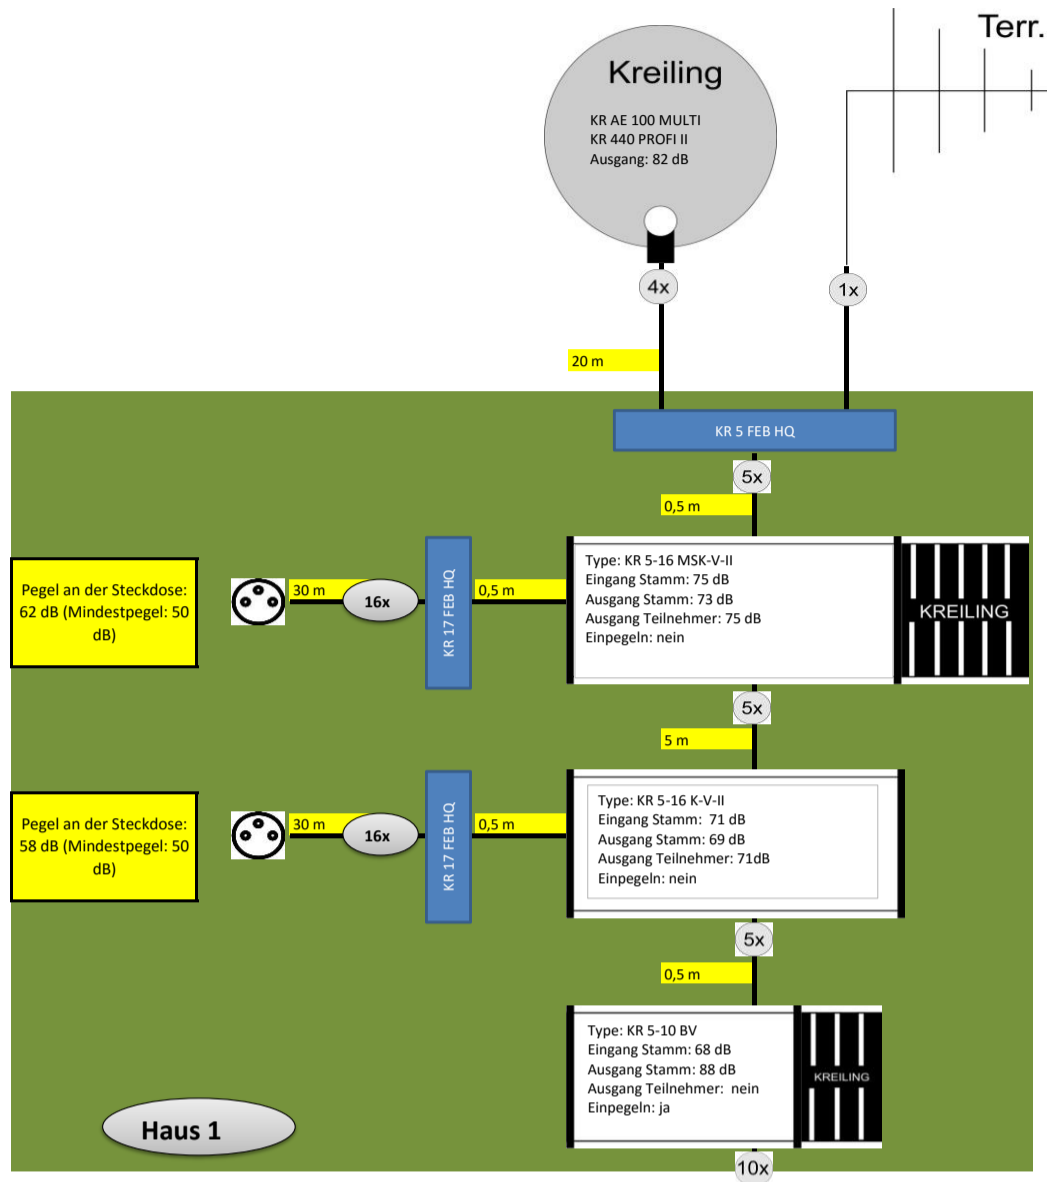 Terr.
Kreiling
KR AE 100 MULTI
KR 440 PROFI II
Ausgang: 82 dB
4x
1x
20 m
KR 5 FEB HQ
5x
0,5 m
Pegel an der Steckdose:
62 dB (Mindestpegel: 50
dB)
30 m
16x
KR 17 FEB HQ
0,5 m
Type: KR 5-16 MSK-V-II
Eingang Stamm: 75 dB
Ausgang Stamm: 73 dB
Ausgang Teilnehmer: 75 dB
Einpegeln: nein
KREILING
5x
5 m
Pegel an der Steckdose:
58 dB (Mindestpegel: 50
dB)
30 m
16x
KR 17 FEB HQ
0,5 m
Type: KR 5-16 K-V-II
Eingang Stamm:  71 dB
Ausgang Stamm: 69 dB
Ausgang Teilnehmer: 71dB
Einpegeln: nein
5x
0,5 m
Type: KR 5-10 BV
Eingang Stamm: 68 dB
Ausgang Stamm: 88 dB
Ausgang Teilnehmer:  nein
Einpegeln: ja
KREILING
Haus 1
10x